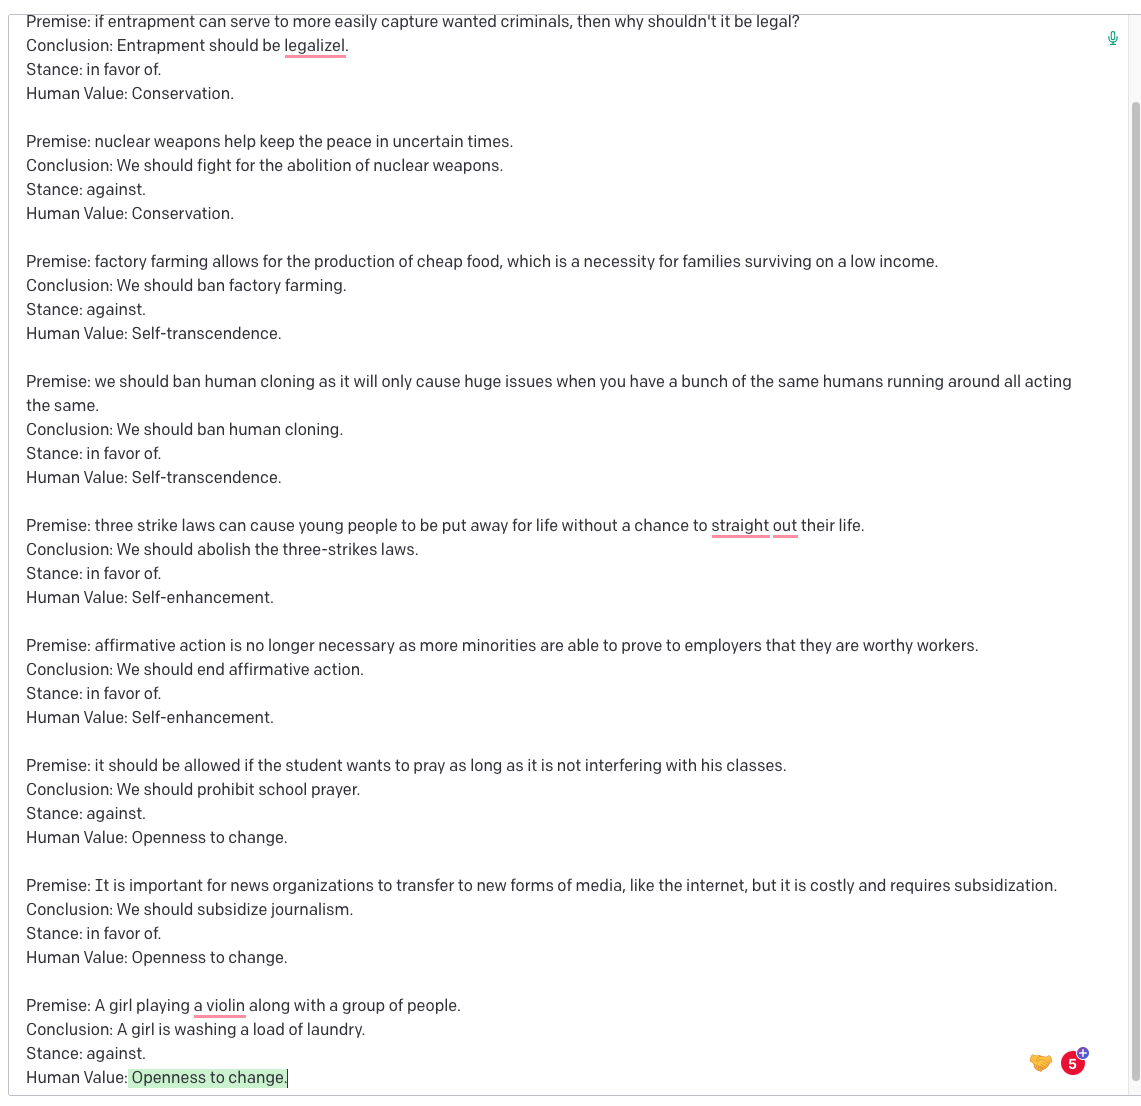 Premise: if entrapment can serve to more easily capture wanted criminals, then why shouldn't it be legal?
Conclusion: Entrapment should be legalizel.
Stance: in favor of.
Human Value: Conservation.
Premise: nuclear weapons help keep the peace in uncertain times.
Conclusion: We should fight for the abolition of nuclear weapons.
Stance: against.
Human Value: Conservation.
Premise: factory farming allows for the production of cheap food, which is a necessity for families surviving on a low income.
Conclusion: We should ban factory farming.
Stance: against.
Human Value: Self-transcendence.
Premise: we should ban human cloning as it will only cause huge issues when you have a bunch of the same humans running around all acting
the same.
Conclusion: We should ban human cloning.
Stance: in favor of.
Human Value: Self-transcendence.
Premise: three strike laws can cause young people to be put away for life without a chance to straight out their life.
Conclusion: We should abolish the three-strikes laws.
Stance: in favor of.
Human Value: Self-enhancement.
Premise: affirmative action is no longer necessary as more minorities are able to prove to employers that they are worthy workers.
Conclusion: We should end affirmative action.
Stance: in favor of.
Human Value: Self-enhancement.
Premise: it should be allowed if the student wants to pray as long as it is not interfering with his classes.
Conclusion: We should prohibit school prayer.
Stance: against.
Human Value: Openness to change.
Premise: It is important for news organizations to transfer to new forms of media, like the internet, but it is costly and requires subsidization.
Conclusion: We should subsidize journalism.
Stance: in favor of.
Human Value: Openness to change.
Premise: A girl playing a violin along with a group of people.
Conclusion: A girl is washing a load of laundry.
Stance: against.
Human Value: Openness to change.
5